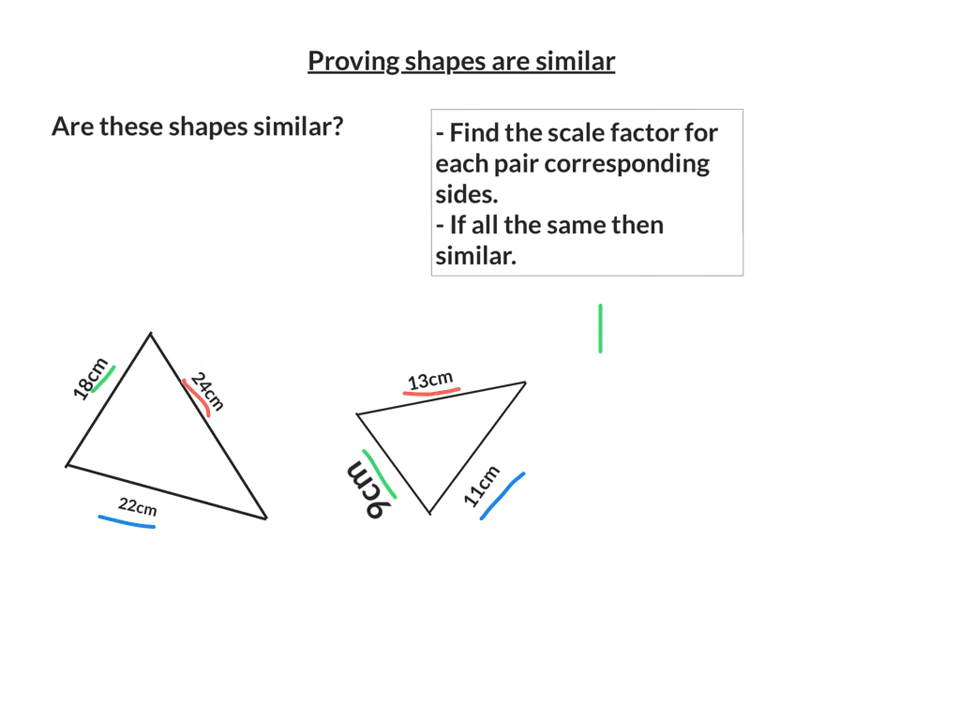 Proving shapes are similar
Are these shapes similar?
- Find the scale factor for
each pair corresponding
sides.
- If all the same then
similar.
18cm
24cm
22cm
13cm
9cm
11cm